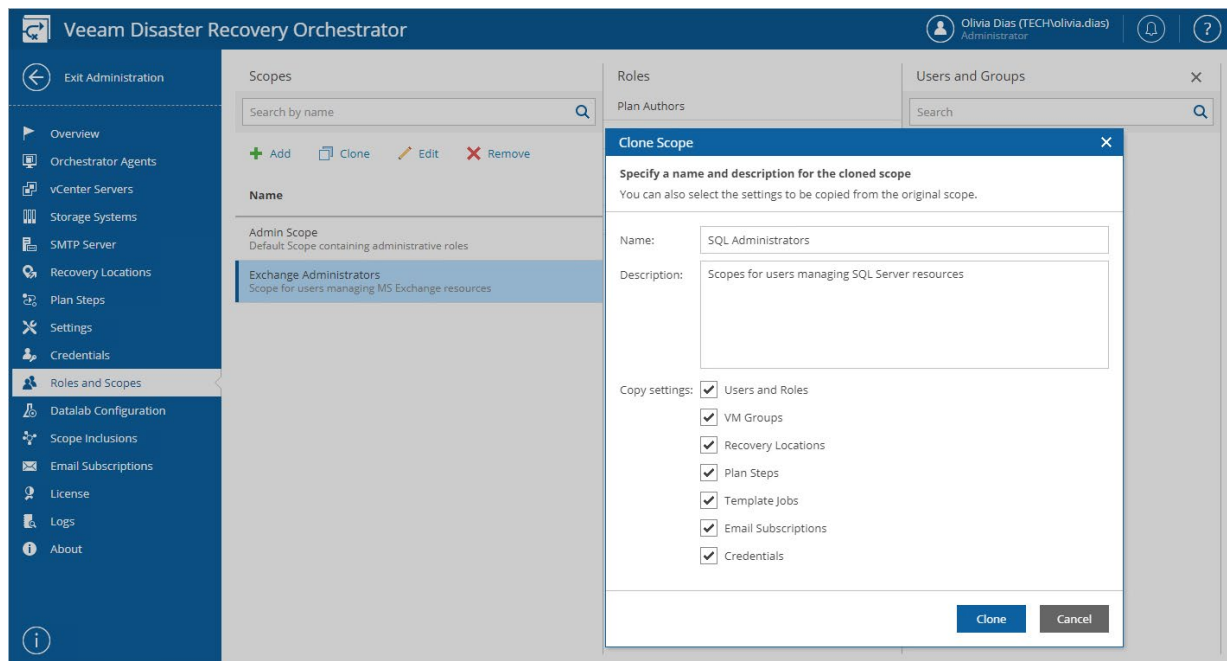 Veeam Disaster Recovery Orchestrator
Olivia Dias (TECH\olivia.dias)
Administrator
?
Exit Administration
Overview
Orchestrator Agents
vCenter Servers
Storage Systems
SMTP Server
Recovery Locations
Plan Steps
Settings
Credentials
Roles and Scopes
Datalab Configuration
Scope Inclusions
Email Subscriptions
License
Logs
About
Scopes
Search by name
Add Clone Edit Remove
Name
Admin Scope
Default Scope containing administrative roles
Exchange Administrators
Scope for users managing MS Exchange resources
Roles
Plan Authors
Users and Groups
Search
Clone Scope
Specify a name and description for the cloned scope
You can also select the settings to be copied from the original scope.
Name: SQL Administrators
Description: Scopes for users managing SQL Server resources
Copy settings: Users and Roles
VM Groups
Recovery Locations
Plan Steps
Template Jobs
Email Subscriptions
Credentials
Clone Cancel